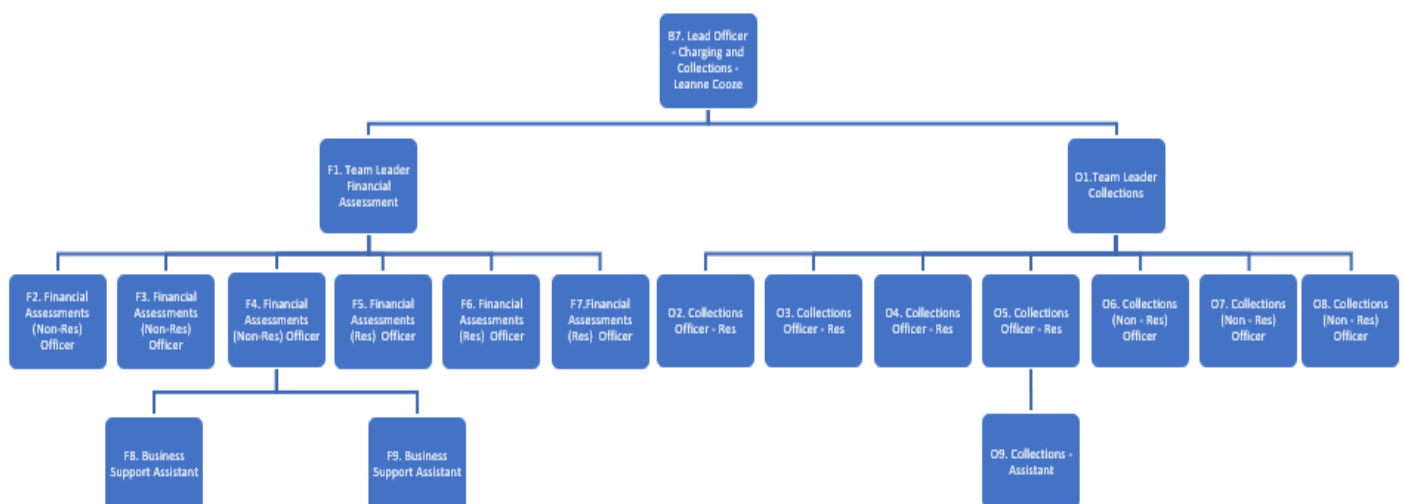 B7. Lead Officer
- Charging and
Collections -
Leanne Cooze
F1. Team Leader
Financial
Assessment
O1.Team Leader
Collections
F2. Financial
Assessments
(Non-Res)
Officer
F3. Financial
Assessments
(Non-Res)
Officer
F4. Financial
Assessments
(Non-Res) Officer
F5. Financial
Assessments
(Res) Officer
F6. Financial
Assessments
(Res) Officer
F7.Financial
Assessments
(Res) Officer
O2. Collections
Officer - Res
O3. Collections
Officer - Res
O4. Collections
Officer - Res
O5. Collections
Officer - Res
O6. Collections
(Non - Res)
Officer
O7. Collections
(Non - Res)
Officer
O8. Collections
(Non - Res)
Officer
F8. Business
Support Assistant
F9. Business
Support Assistant
O9. Collections -
Assistant